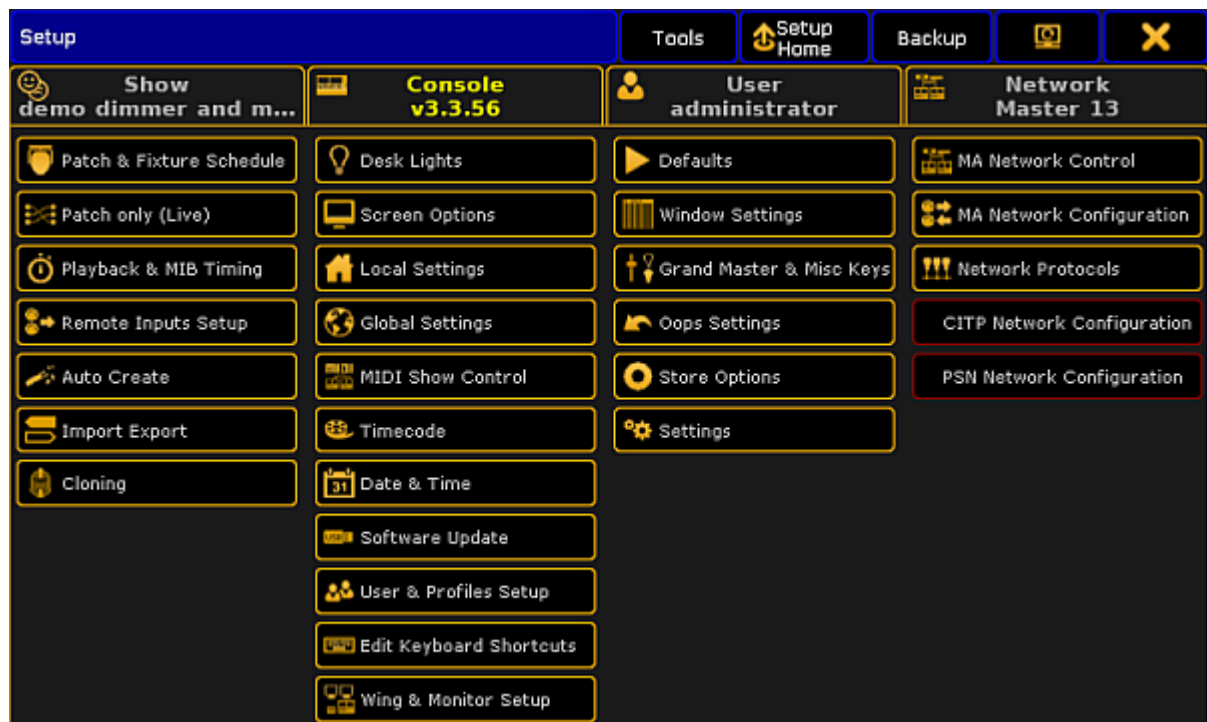 Setup
Tools
Setup
Home
Backup
Show
demo dimmer and m...
Console
v3.3.56
User
administrator
Network
Master 13
Patch & Fixture Schedule
Patch only (Live)
Playback & MIB Timing
Remote Inputs Setup
Auto Create
Import Export
Cloning
Desk Lights
Screen Options
Local Settings
Global Settings
MIDI Show Control
Timecode
31
Date & Time
Software Update
User & Profiles Setup
Edit Keyboard Shortcuts
Wing & Monitor Setup
Defaults
Window Settings
Grand Master & Misc Keys
Oops Settings
Store Options
Settings
MA Network Control
MA Network Configuration
Network Protocols
CITP Network Configuration
PSN Network Configuration